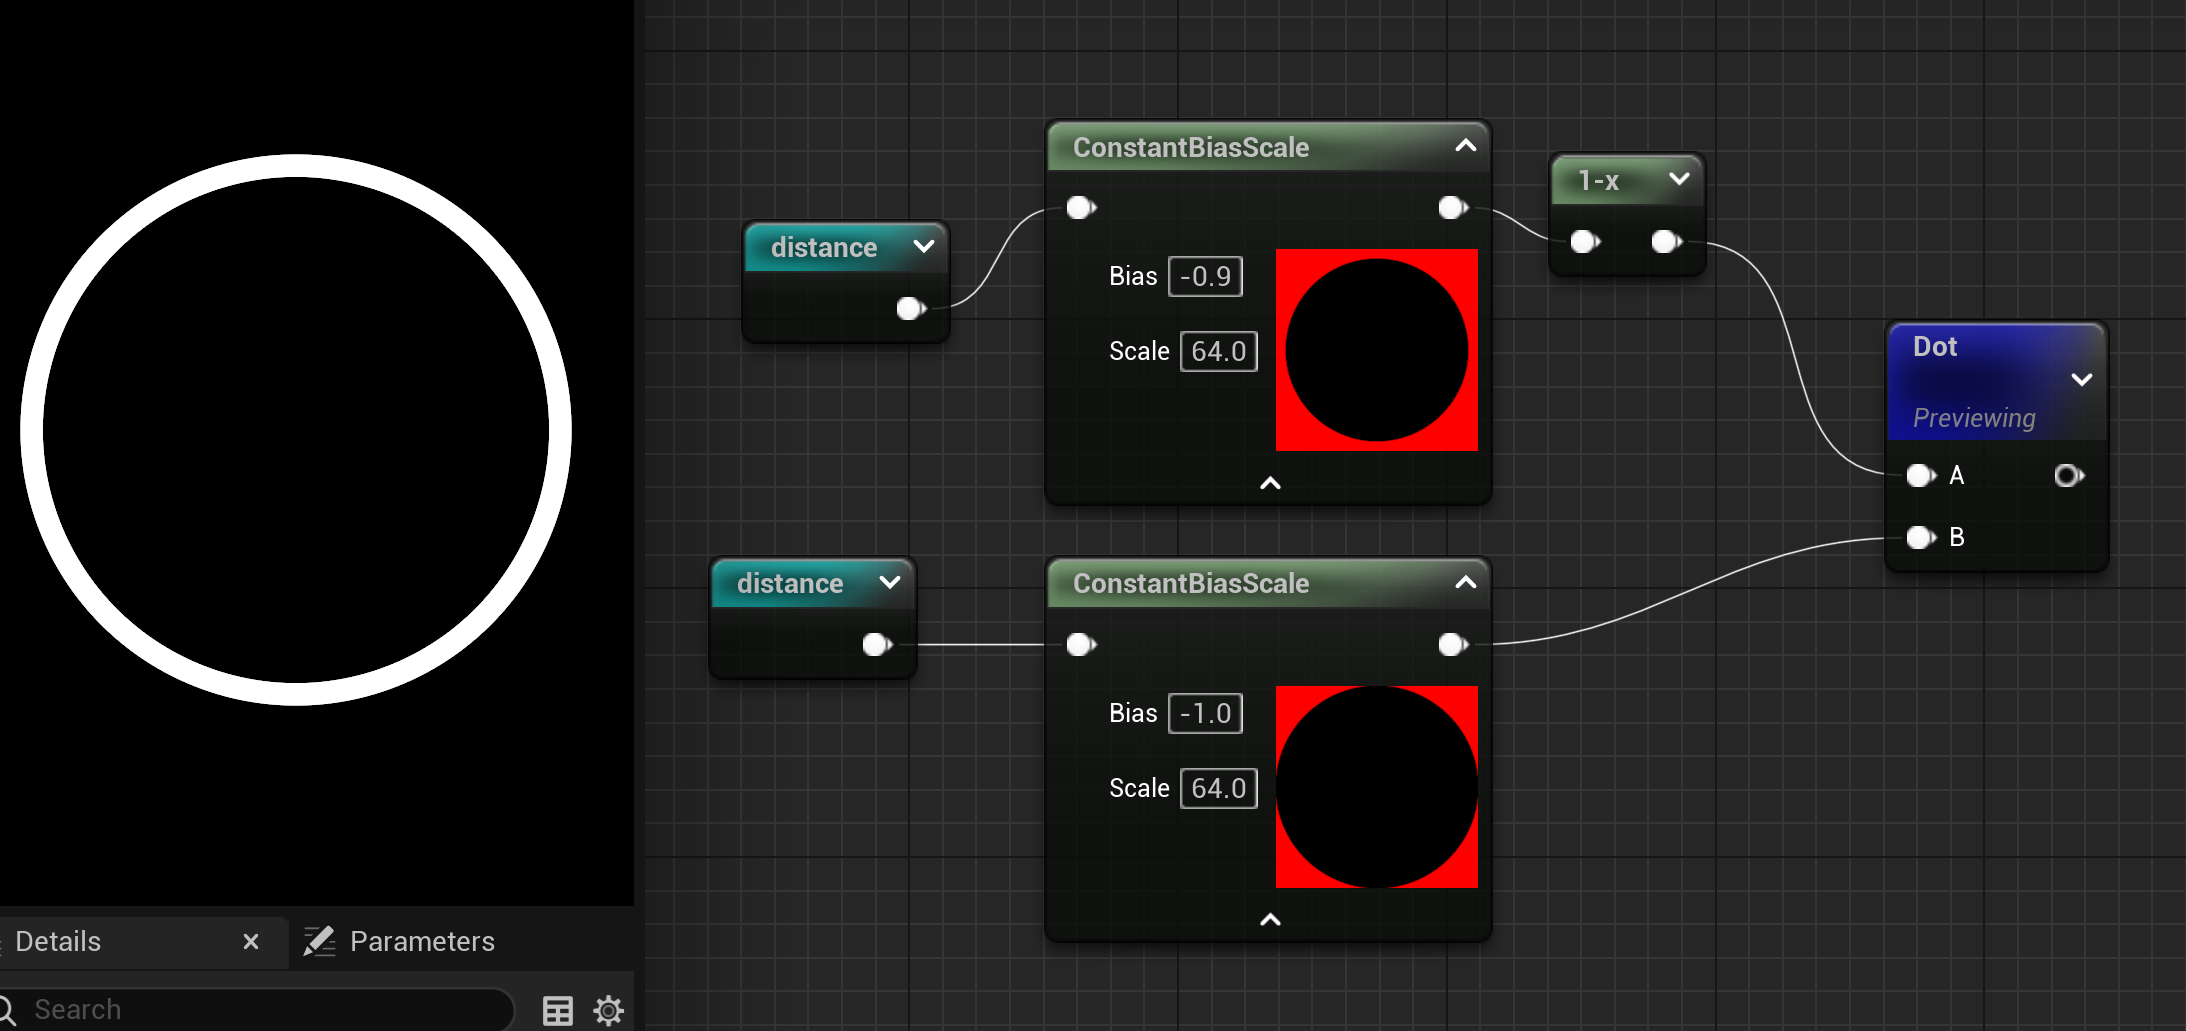 ConstantBiasScale
1-x
distance
Bias -0.9
Scale 64.0
Dot
Previewing
A
B
distance
ConstantBiasScale
Bias -1.0
Scale 64.0
Details
Parameters
Search